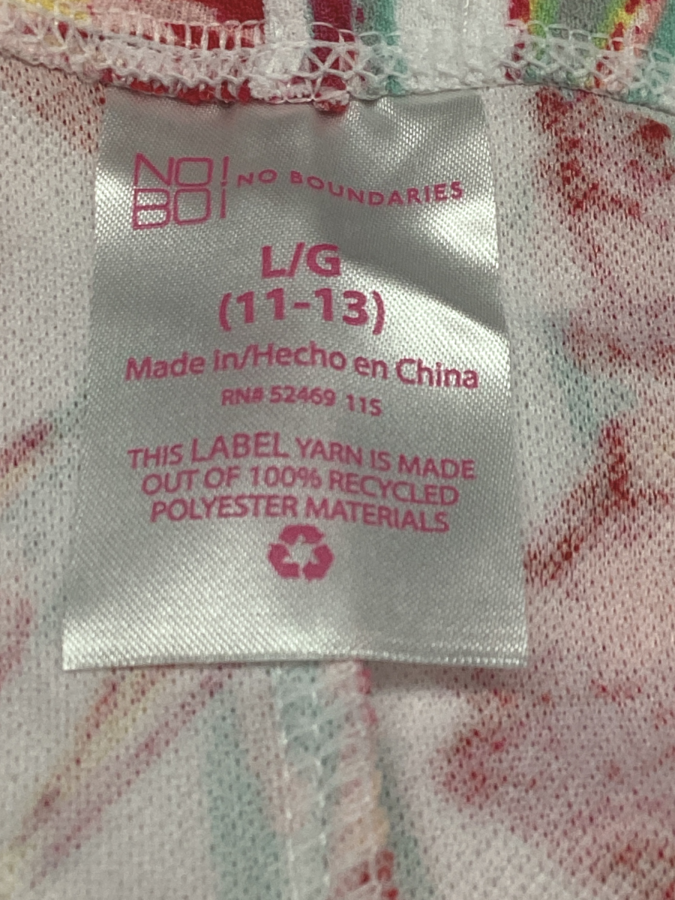 NO!
BO!
NO BOUNDARIES
L/G
(11-13)
Made in/Hecho en China
RN# 52469 11S
THIS LABEL YARN IS MADE
OUT OF 100% RECYCLED
POLYESTER MATERIALS